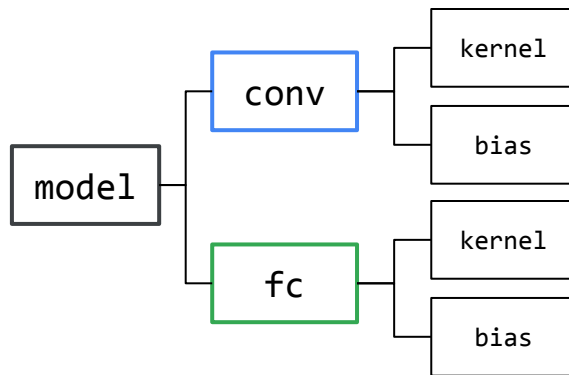 model
conv
kernel
bias
fc
kernel
bias